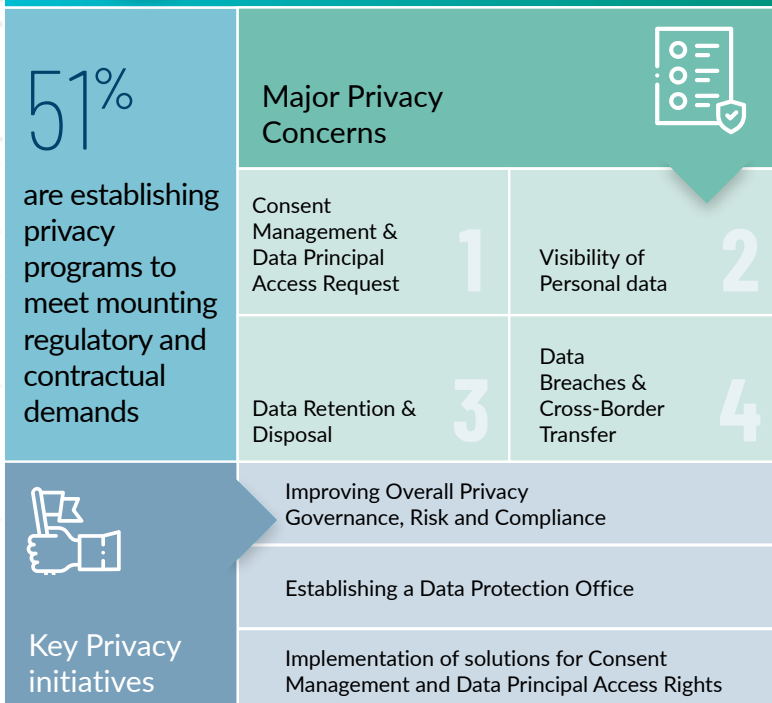 51%
are establishing
privacy
programs to
meet mounting
regulatory and
contractual
demands
Major Privacy
Concerns
Consent
Management &
Data Principal
Access Request
1
Visibility of
Personal data
2
Data Retention &
Disposal
3
Data
Breaches &
Cross-Border
Transfer
4
Key Privacy
initiatives
Improving Overall Privacy
Governance, Risk and Compliance
Establishing a Data Protection Office
Implementation of solutions for Consent
Management and Data Principal Access Rights